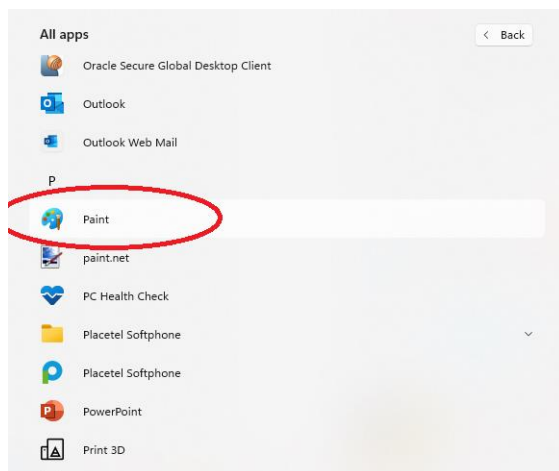 All apps
Back
Oracle Secure Global Desktop Client
Outlook
Outlook Web Mail
P
Paint
paint.net
PC Health Check
Placetel Softphone
Placetel Softphone
PowerPoint
Print 3D